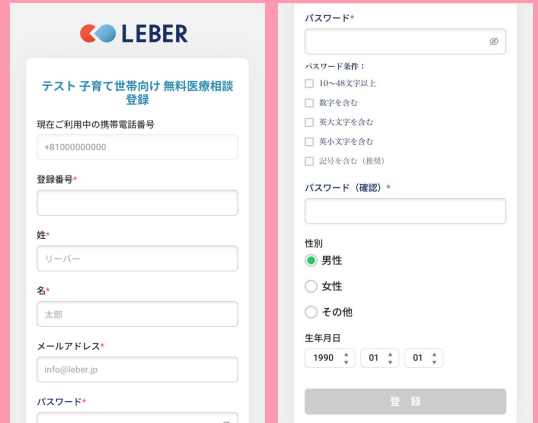 LEBER
テスト 子育て世帯向け 無料医療相談
登録
現在ご利用中の携帯電話番号
+81000000000
登録番号*
姓*
リーバー
名*
太郎
メールアドレス*
info@leber.jp
パスワード*
パスワード*
パスワード条件：
10〜48文字以上
数字を含む
英大文字を含む
英小文字を含む
記号を含む（推奨）
パスワード（確認）*
性別
男性
女性
その他
生年月日
1990 01 01
登 録